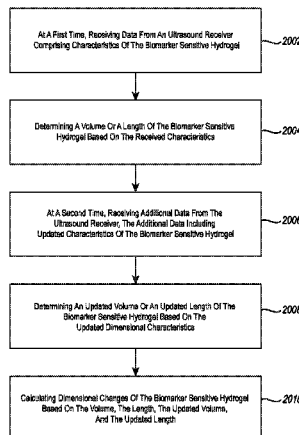 At A First Time, Receiving Data From An Ultrasound Receiver
Comprising Characteristics Of The Biomarker Sensitive Hydrogel
2002
Determining A Volume Or A Length Of The Biomarker Sensitive
Hydrogel Based On The Received Characteristics
2004
At A Second Time, Receiving Additional Data From The
Ultrasound Receiver, The Additional Data Including
Updated Characteristics Of The Biomarker Sensitive Hydrogel
2006
Determining An Updated Volume Or An Updated Length Of The
Biomarker Sensitive Hydrogel Based On The
Updated Dimensional Characteristics
2008
Calculating Dimensional Changes Of The Biomarker Sensitive Hydrogel
Based On The Volume, The Length, The Updated Volume,
And The Updated Length
2010